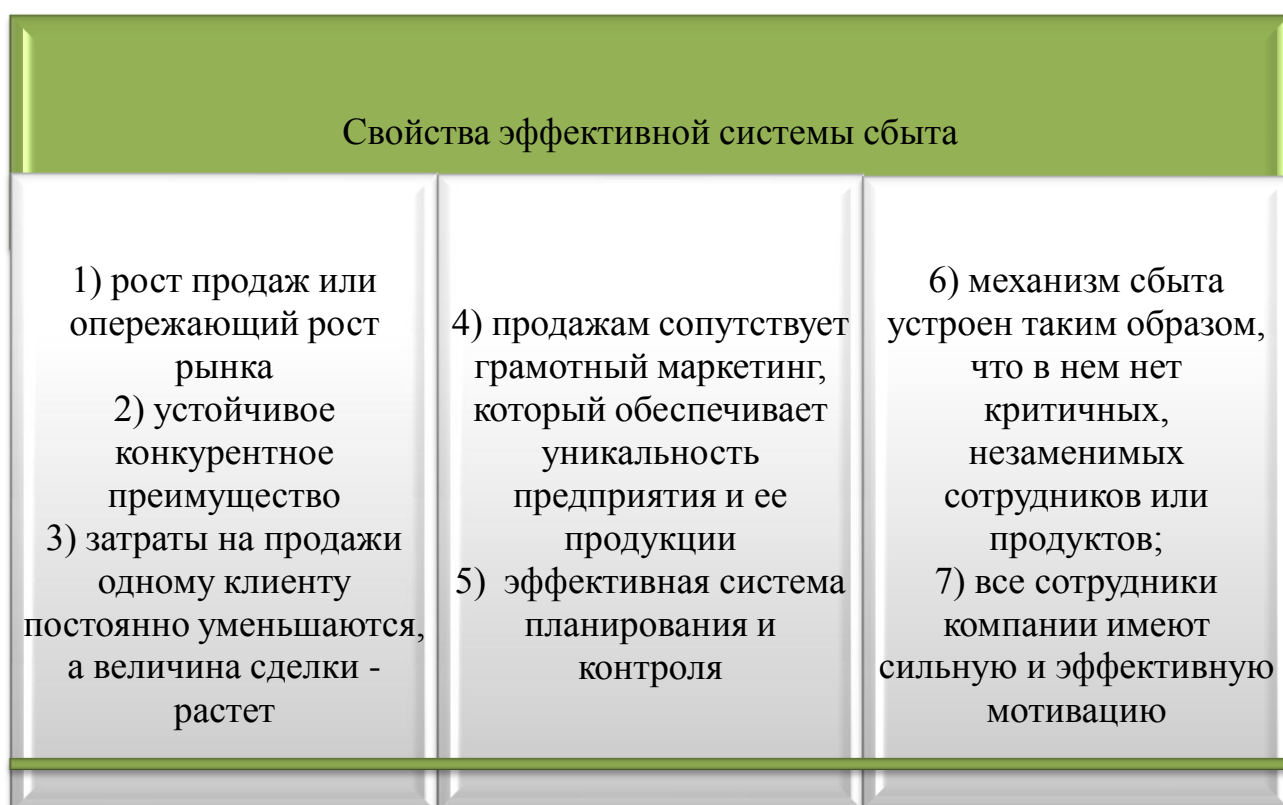 Свойства эффективной системы сбыта
1) рост продаж или
опережающий рост
рынка
2) устойчивое
конкурентное
преимущество
3) затраты на продажи
одному клиенту
постоянно уменьшаются,
а величина сделки -
растет
4) продажам сопутствует
грамотный маркетинг,
который обеспечивает
уникальность
предприятия и ее
продукции
5) эффективная система
планирования и
контроля
6) механизм сбыта
устроен таким образом,
что в нем нет
критичных,
незаменимых
сотрудников или
продуктов;
7) все сотрудники
компании имеют
сильную и эффективную
мотивацию